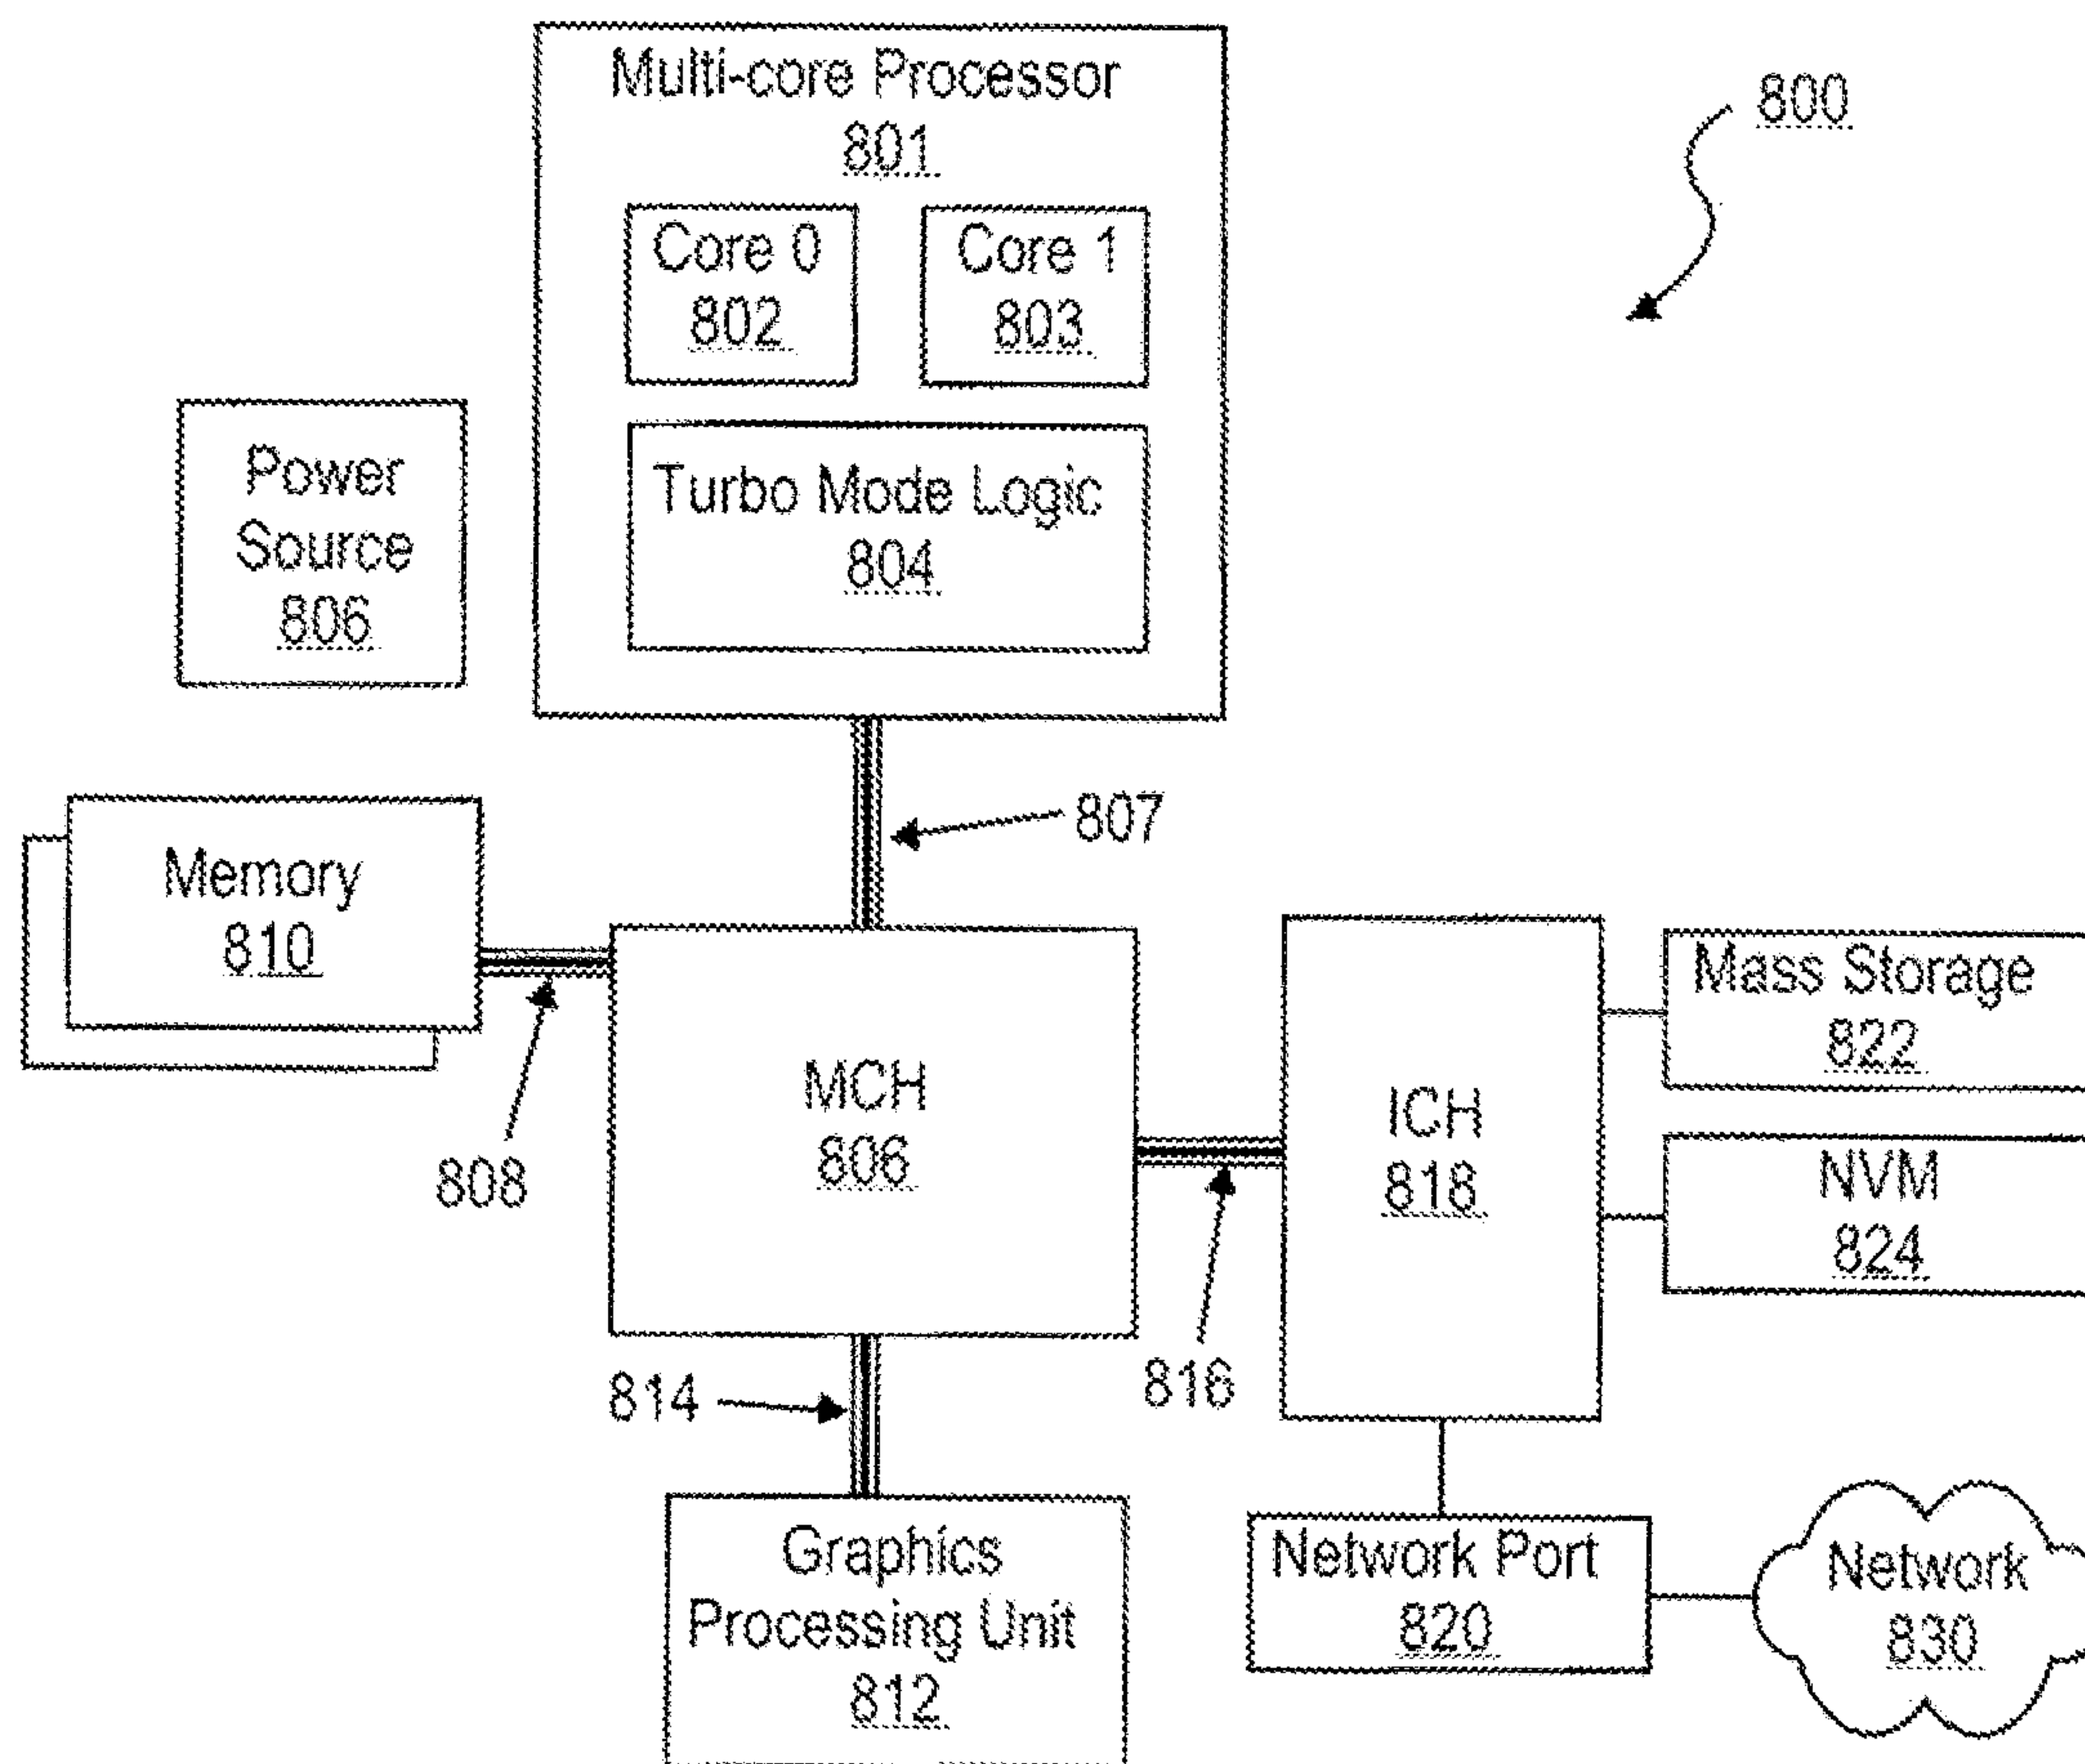 Multi-core Processor
801
800
Core 0
802
Core 1
803
Turbo Mode Logic
804
Power
Source
806
807
Memory
810
808
MCH
806
ICH
818
Mass Storage
822
NVM
824
816
814
Graphics
Processing Unit
812
Network Port
820
Network
830